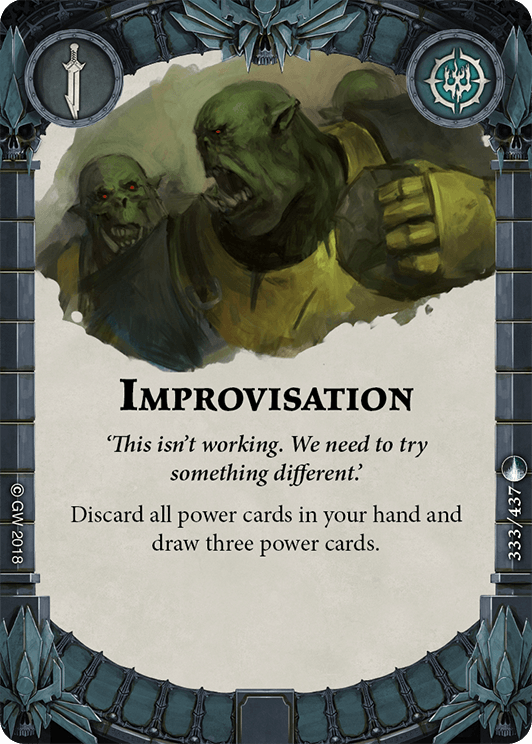 IMPROVISATION
‘This isn’t working. We need to try
something different.’
Discard all power cards in your hand and
draw three power cards.
© GW 2018
333/437